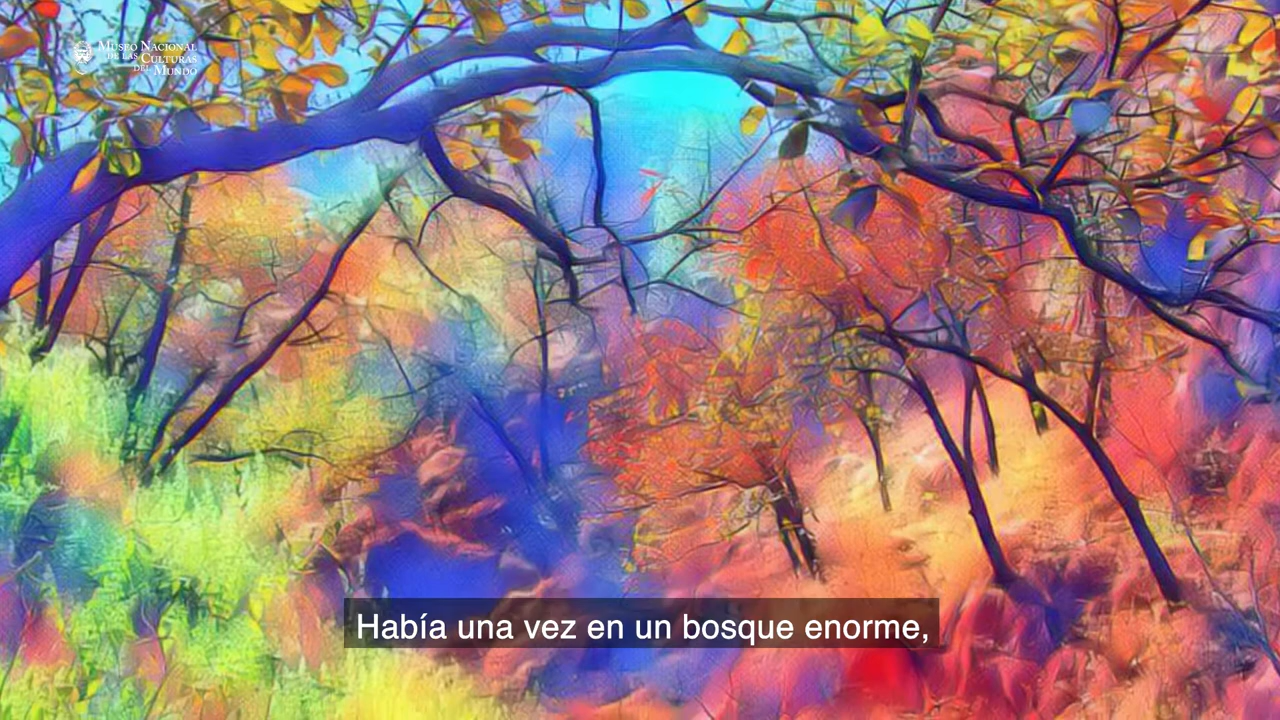 Museo Nacional
de las Culturas
del Mundo
Había una vez en un bosque enorme,